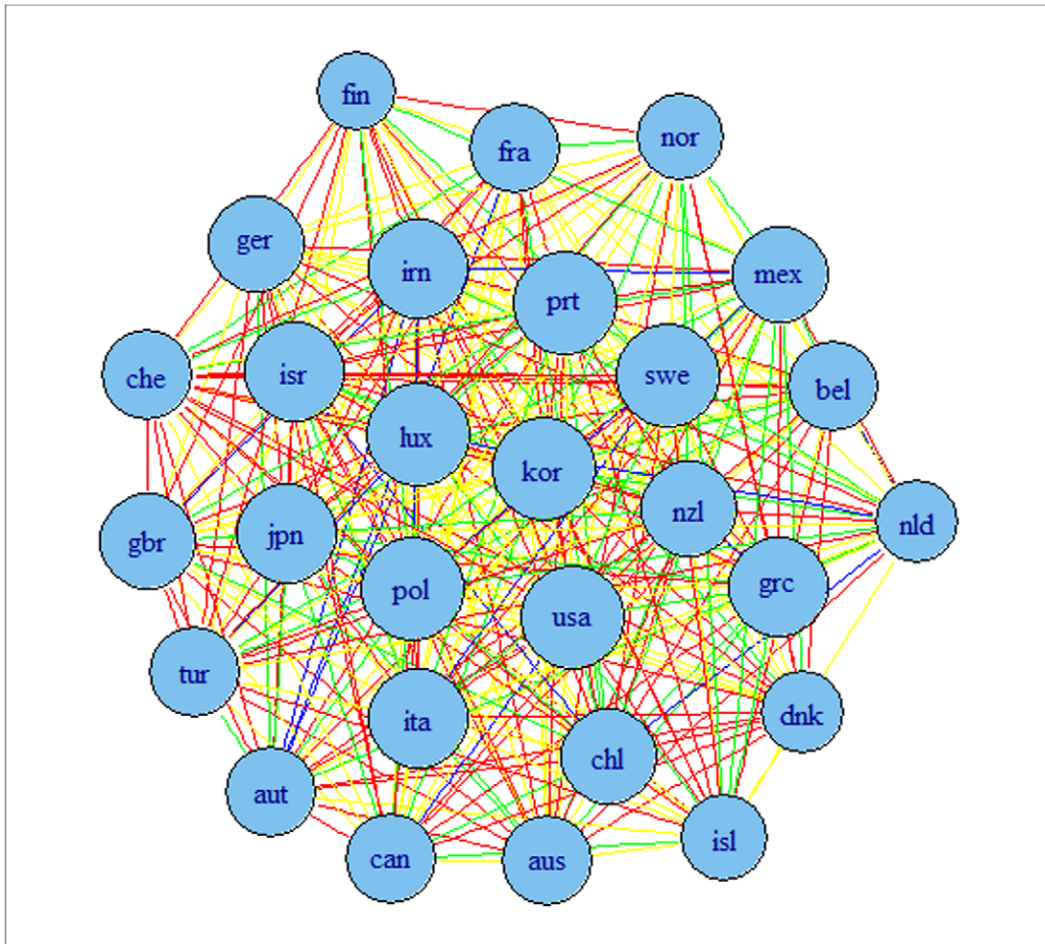 fin
fra
nor
ger
irn
mex
prt
che
isr
swe
bel
lux
kor
nzl
nld
gbr
jpn
pol
grc
usa
tur
ita
dnk
chl
aut
can
aus
isl